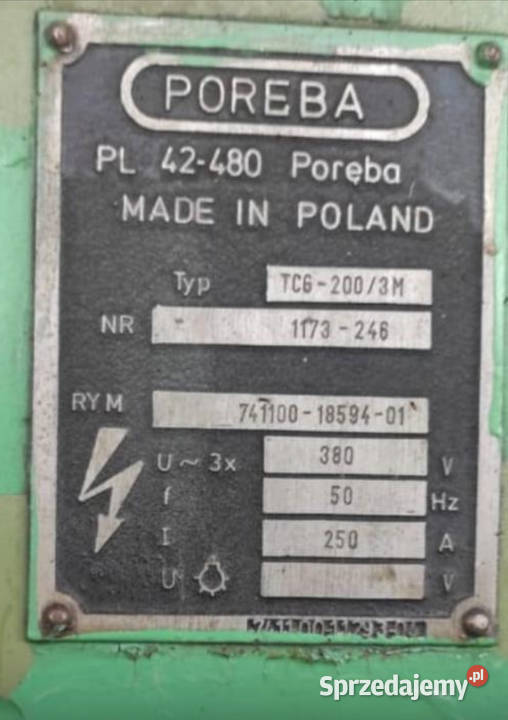 POREBA
PL 42-480 Poręba
MADE IN POLAND
Typ TCG-200/3M
NR 1173-246
RYM 741100-18594-01
U ~ 3x 380 V
f 50 Hz
I 250 A
U V
Sprzedajemy.pl